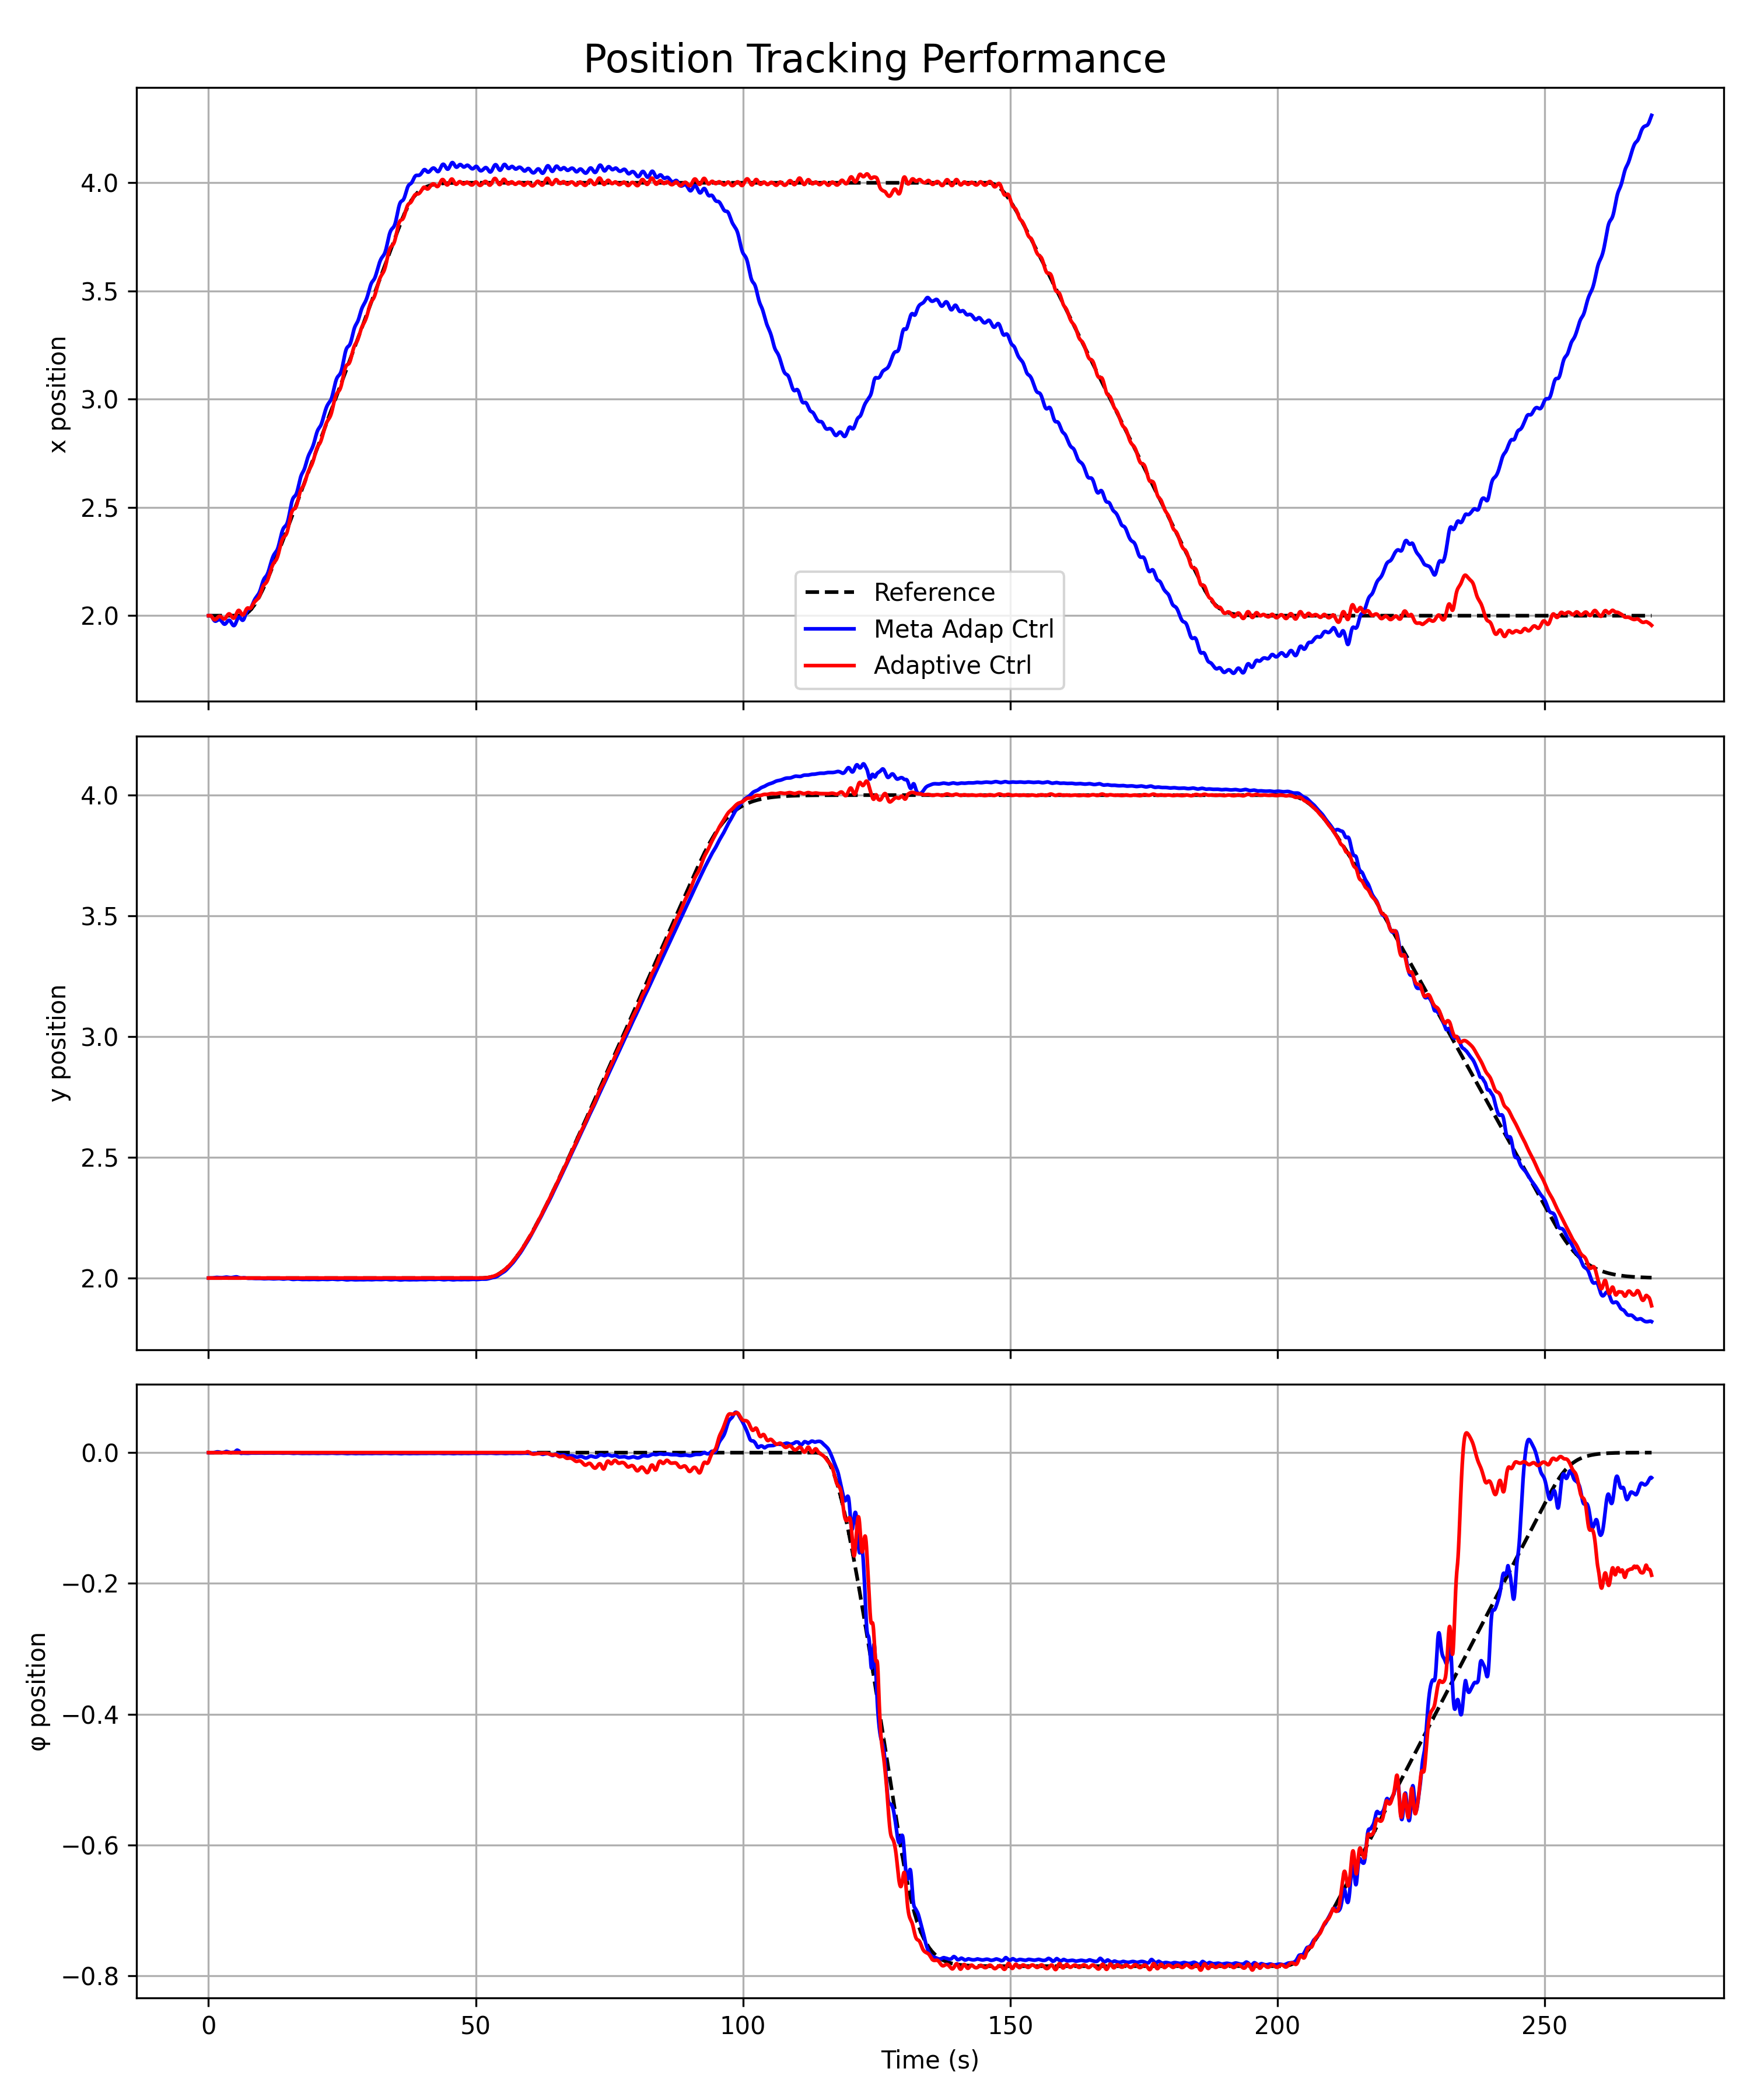 Position Tracking Performance
x position
4.0
3.5
3.0
2.5
2.0
Reference
Meta Adap Ctrl
Adaptive Ctrl
y position
4.0
3.5
3.0
2.5
2.0
φ position
0.0
−0.2
−0.4
−0.6
−0.8
0 50 100 150 200 250
Time (s)